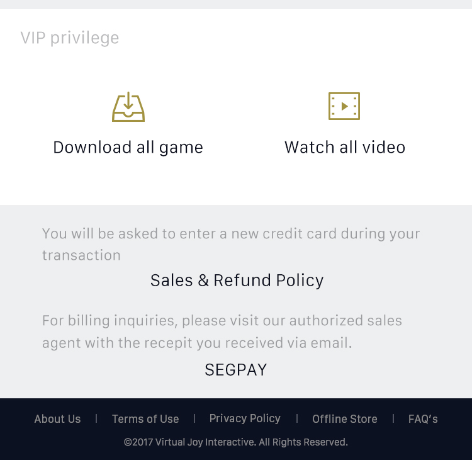 VIP privilege
Download all game
Watch all video
You will be asked to enter a new credit card during your
transaction
Sales & Refund Policy
For billing inquiries, please visit our authorized sales
agent with the recepit you received via email.
SEGPAY
About Us | Terms of Use | Privacy Policy | Offline Store | FAQ's
©2017 Virtual Joy Interactive. All Rights Reserved.